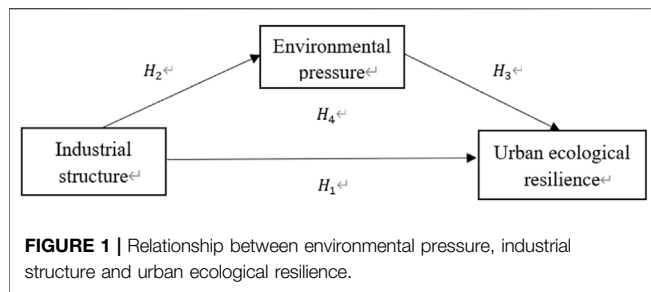 Environmental
pressure↵
H₂↵
H₃↵
H₄↵
Industrial
structure↵
Urban ecological
resilience↵
H₁↵
FIGURE 1 | Relationship between environmental pressure, industrial
structure and urban ecological resilience.